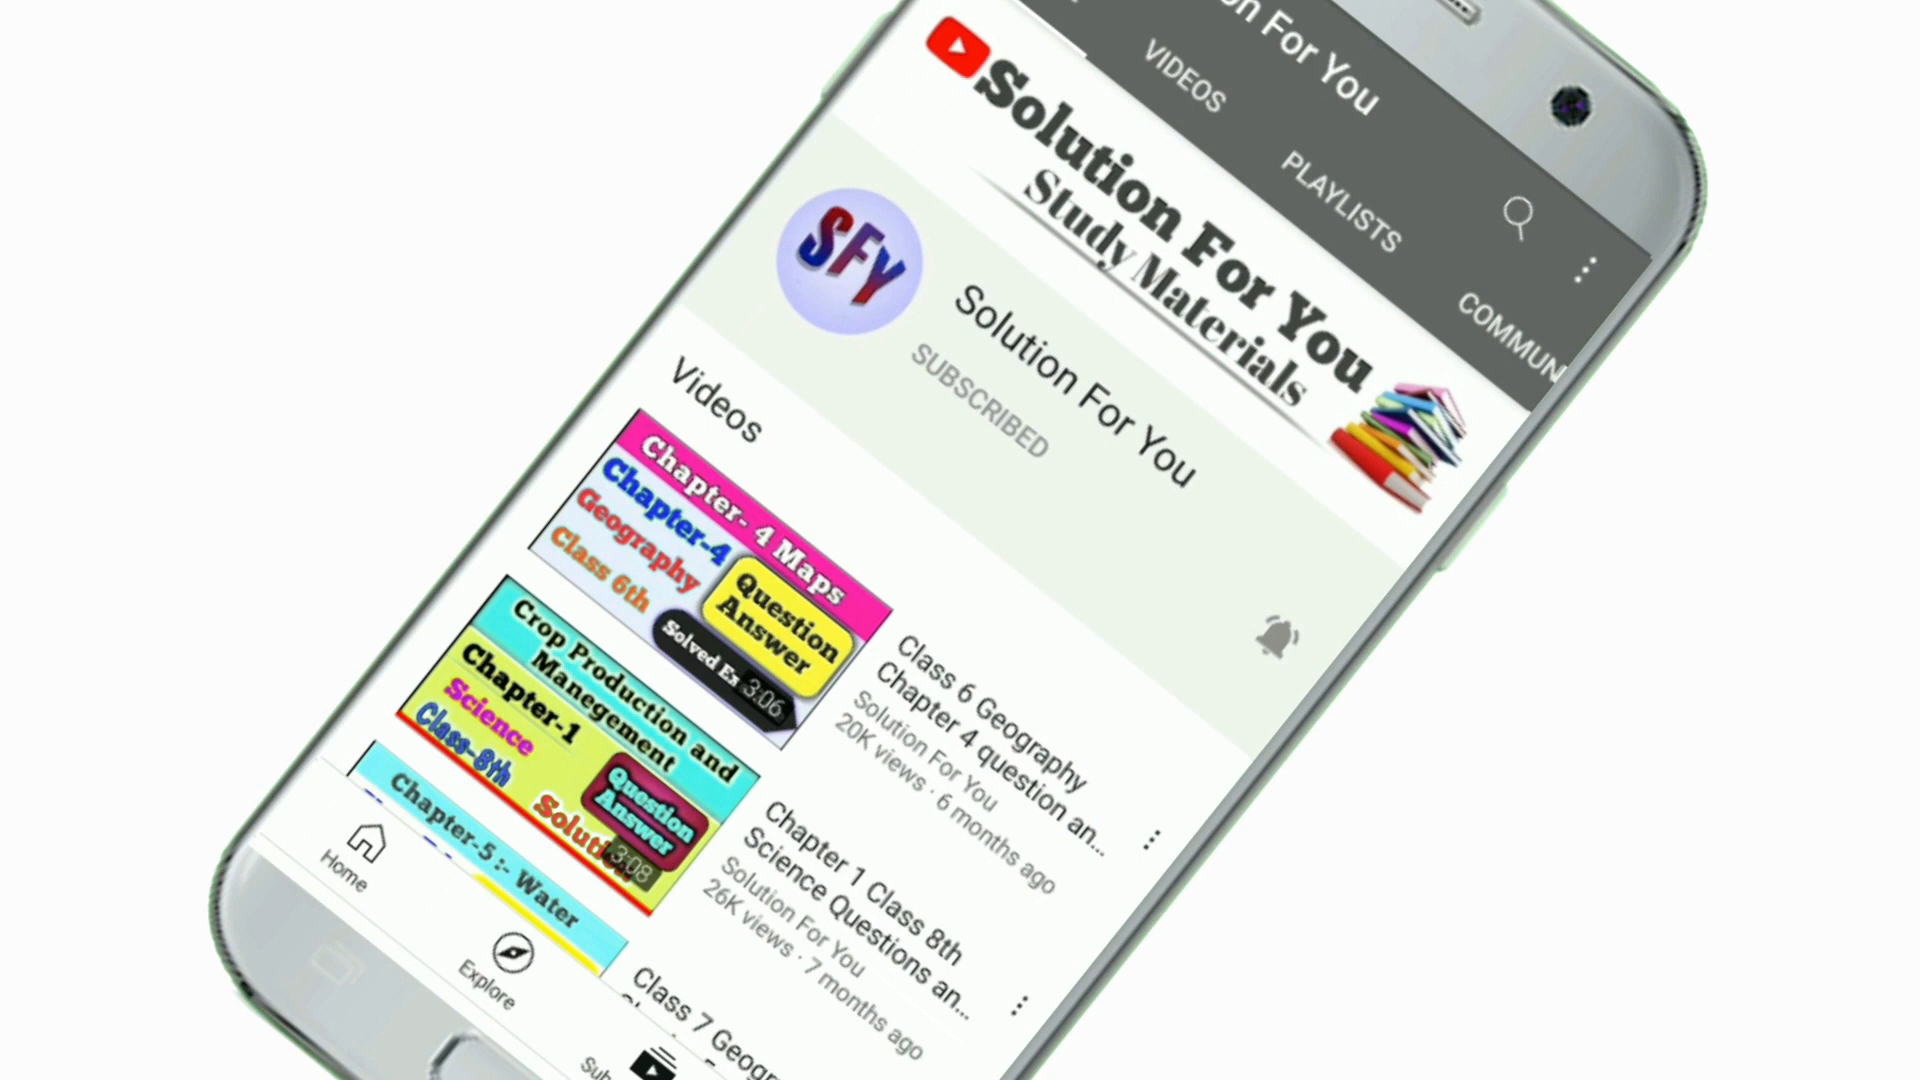 on For You
VIDEOS
PLAYLISTS
COMMUN
Solution For You
Study Materials
SFY
Solution For You
SUBSCRIBED
Videos
Chapter- 4 Maps
Chapter-4
Geography
Class 6th
Question
Answer
Solved Ex
3:06
Class 6 Geography
Chapter 4 question an...
Solution For You
20K views · 6 months ago
Crop Production and
Manegement
Chapter-1
Science
Class-8th
Question
Answer
Soluti
3:08
Chapter 1 Class 8th
Science Questions an...
Solution For You
26K views · 7 months ago
Chapter-5 :- Water
Class 7 Geogr
Home
Explore
Sub